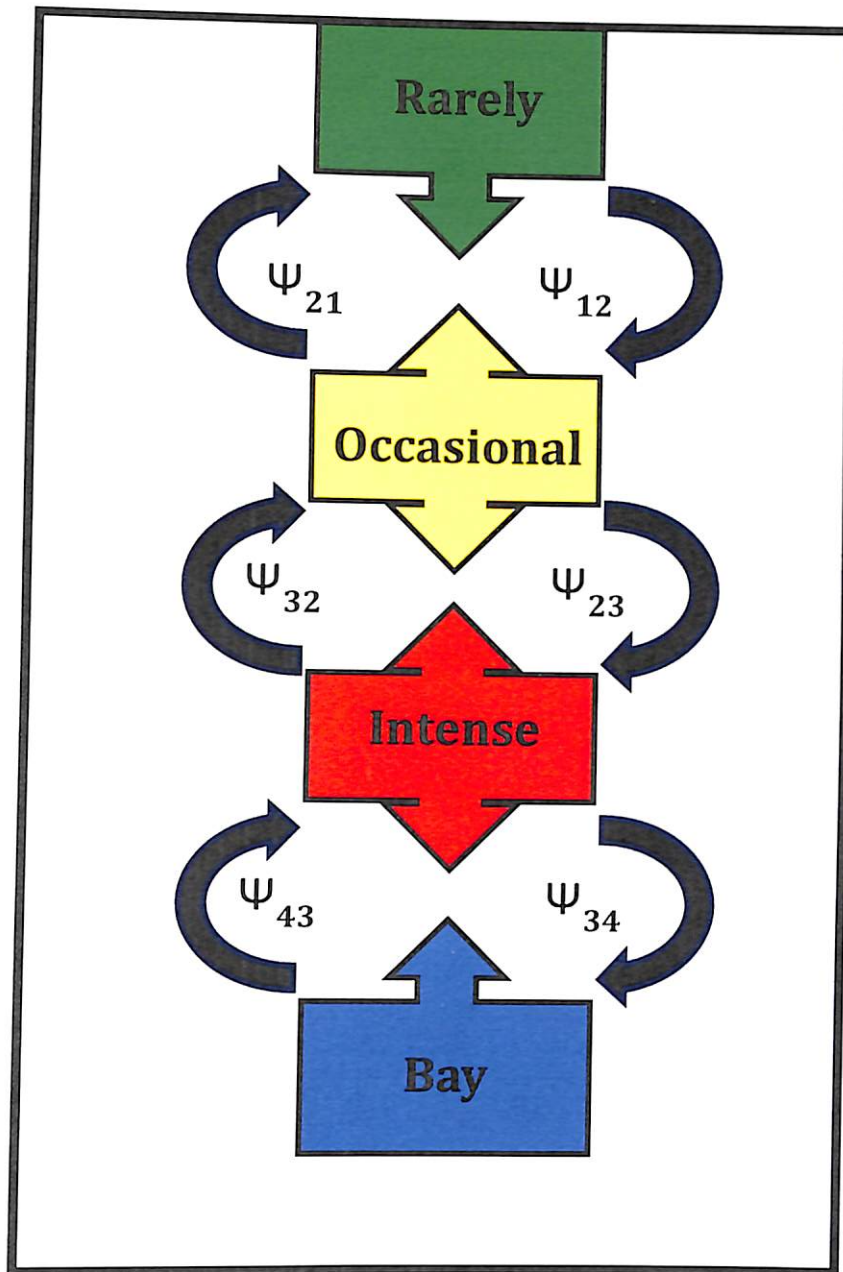 Rarely
Ψ21 Ψ12
Occasional
Ψ32 Ψ23
Intense
Ψ43 Ψ34
Bay